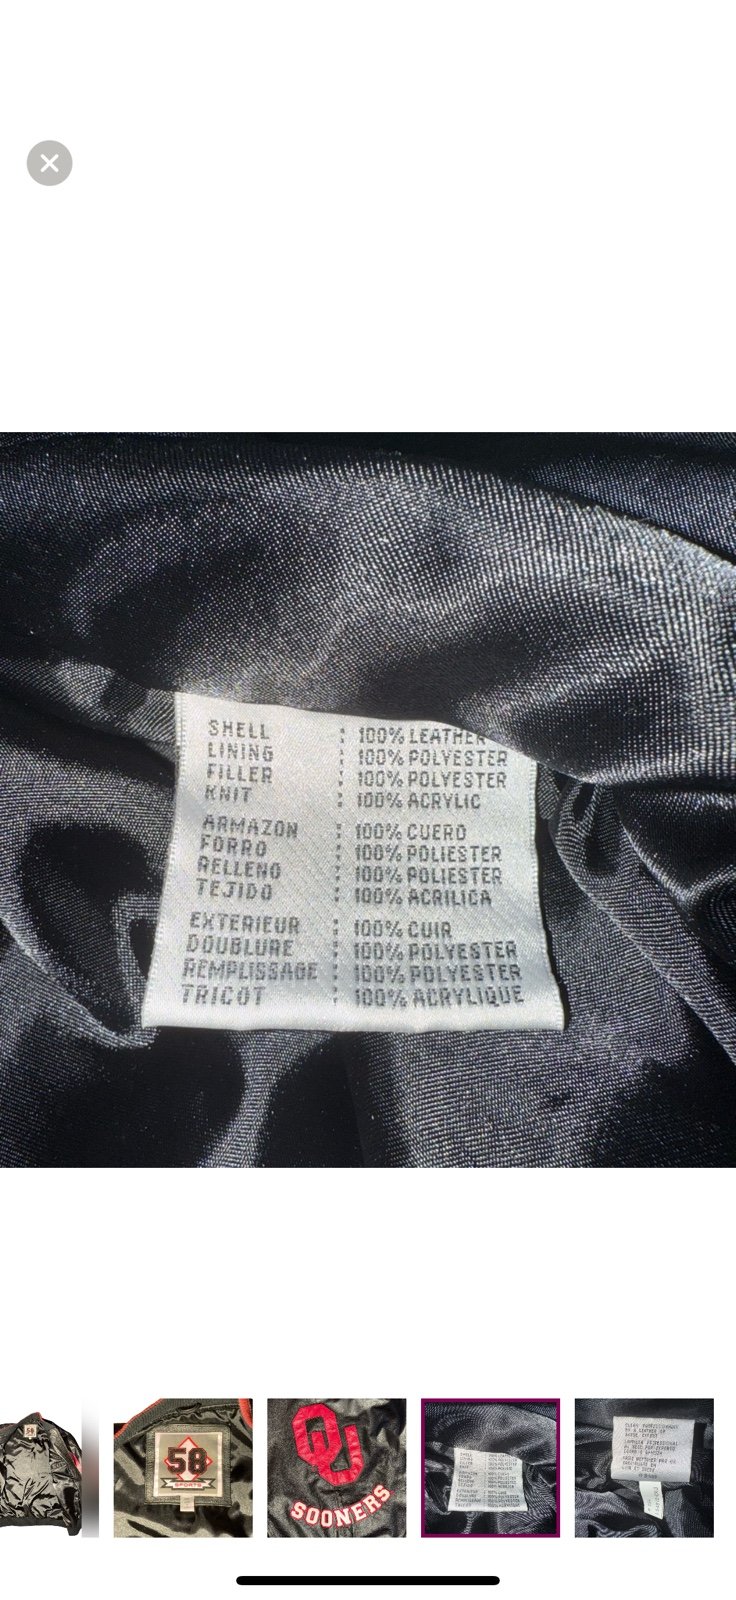 SHELL : 100% LEATHER
LINING : 100% POLYESTER
FILLER : 100% POLYESTER
KNIT : 100% ACRYLIC
ARMAZON : 100% CUERO
FORRO : 100% POLIESTER
RELLENO : 100% POLIESTER
TEJIDO : 100% ACRILICA
EXTERIEUR : 100% CUIR
DOUBLURE : 100% POLYESTER
REMPLISSAGE : 100% POLYESTER
TRICOT : 100% ACRYLIQUE
58
SPORTS
OU
SOONERS